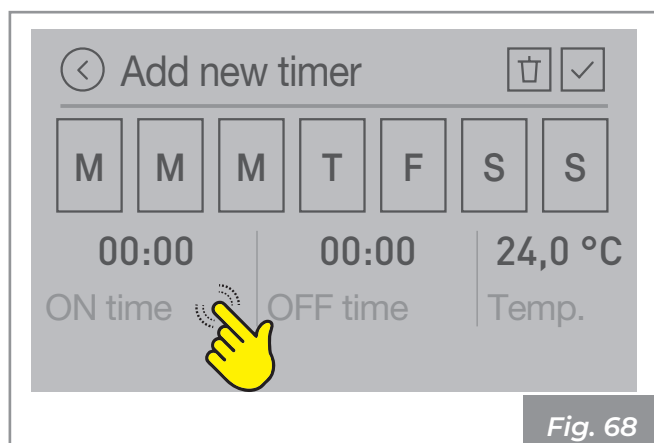 Add new timer
M M M T F S S
00:00 00:00 24,0 °C
ON time OFF time Temp.
Fig. 68